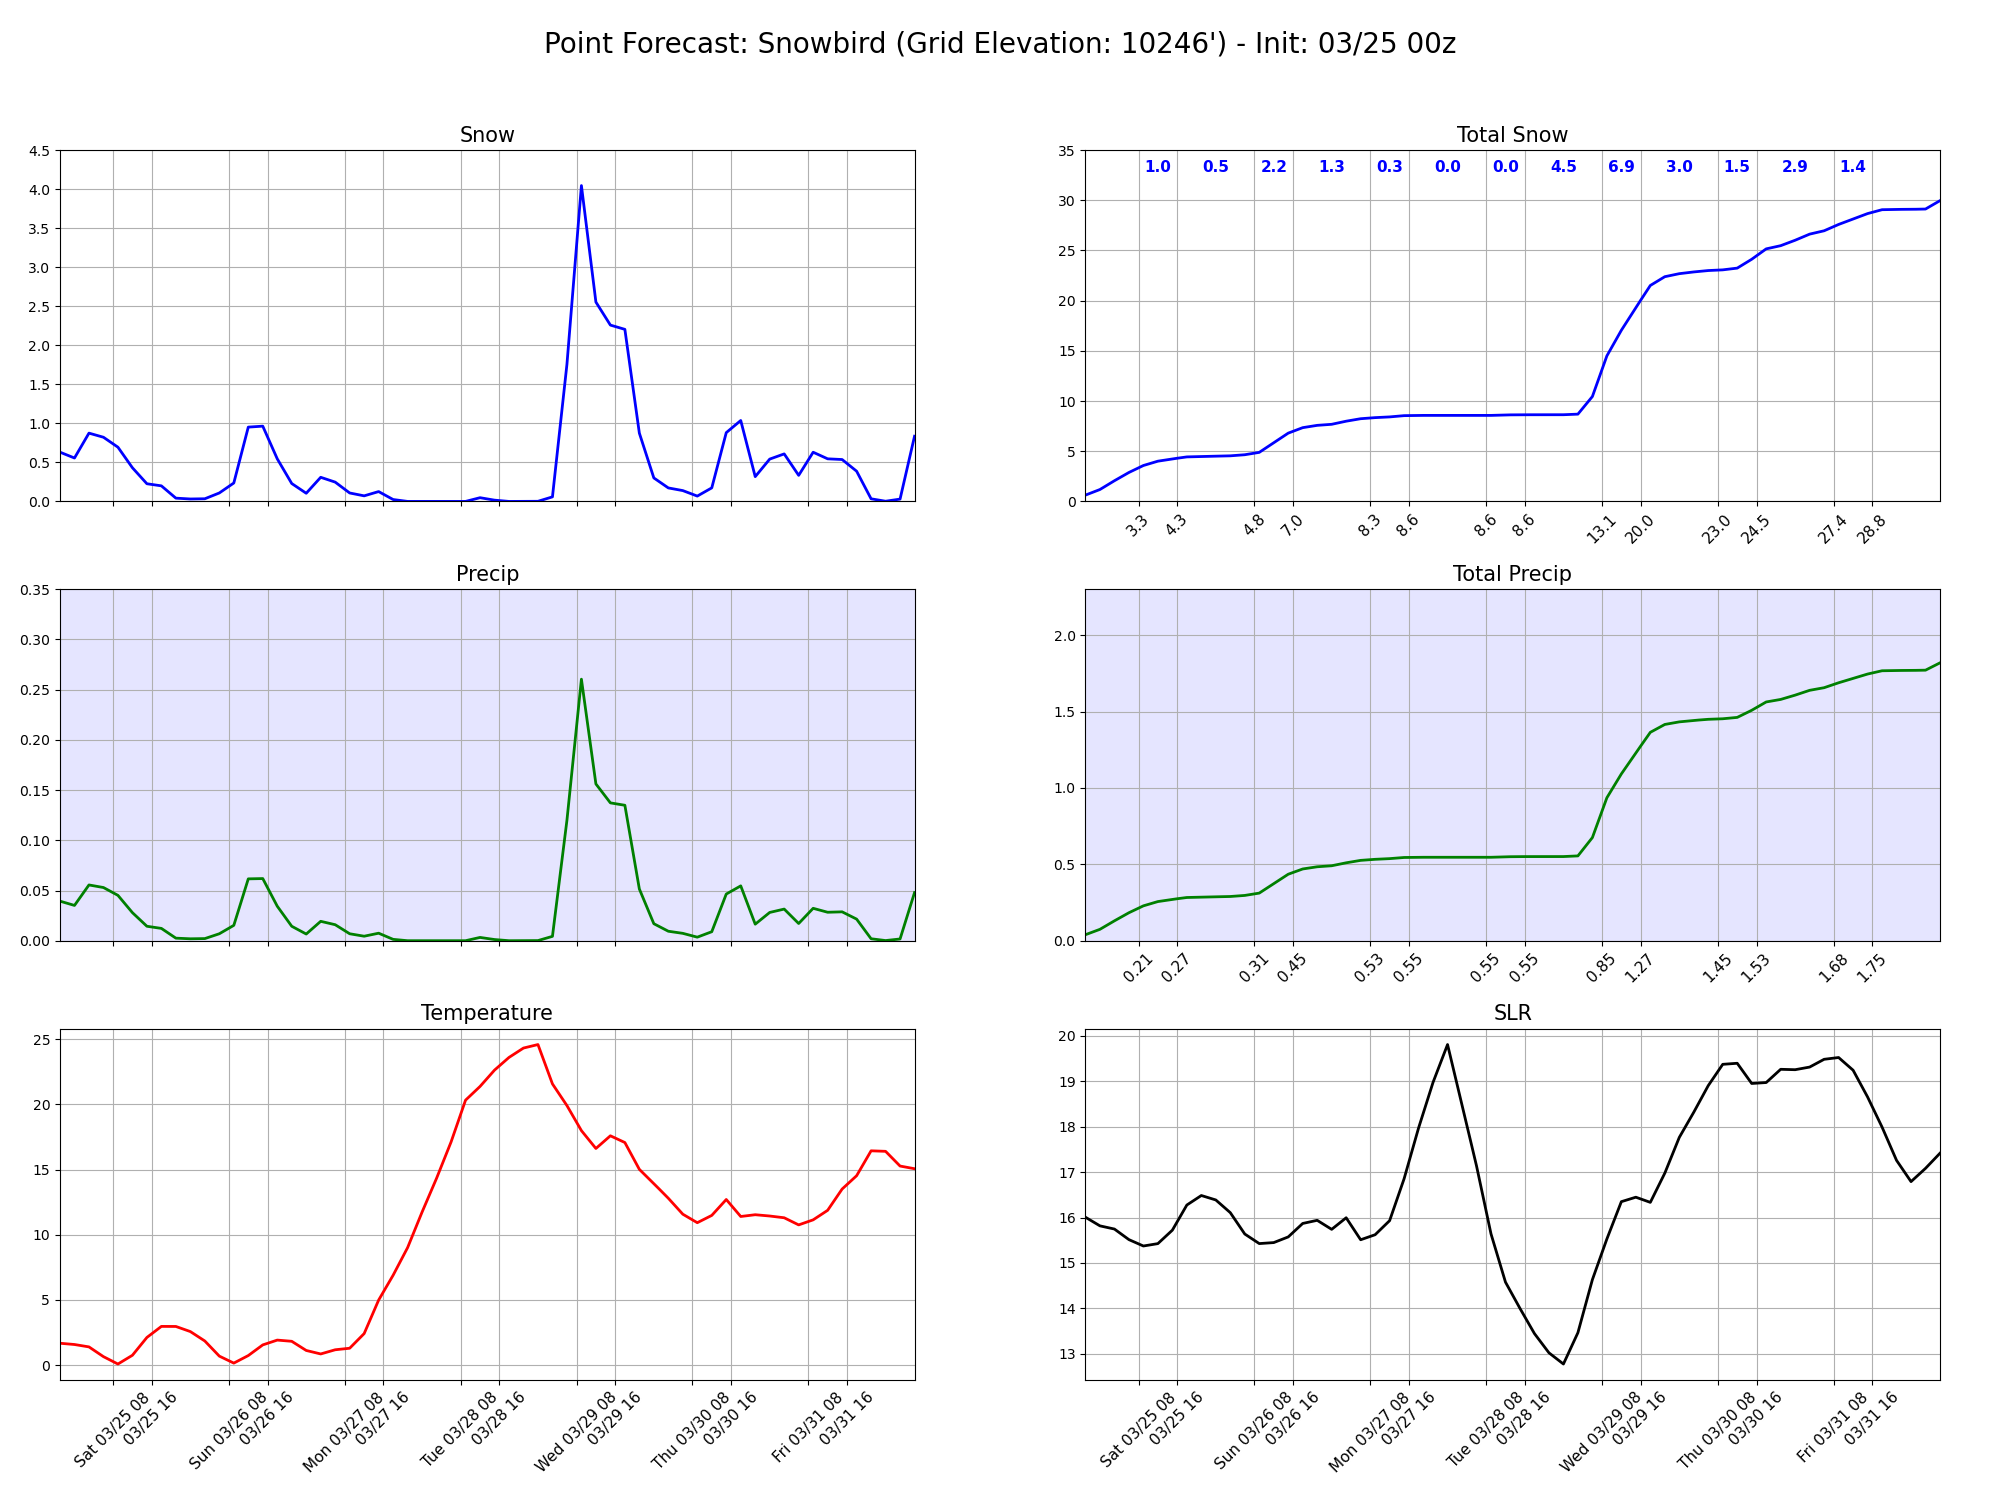 Point Forecast: Snowbird (Grid Elevation: 10246') - Init: 03/25 00z
Snow
4.5
4.0
3.5
3.0
2.5
2.0
1.5
1.0
0.5
0.0
Total Snow
35
30
25
20
15
10
5
0
1.0 0.5 2.2 1.3 0.3 0.0 0.0 4.5 6.9 3.0 1.5 2.9 1.4
3.3 4.3 4.8 7.0 8.3 8.6 8.6 8.6 13.1 20.0 23.0 24.5 27.4 28.8
Precip
0.35
0.30
0.25
0.20
0.15
0.10
0.05
0.00
Total Precip
2.0
1.5
1.0
0.5
0.0
0.21 0.27 0.31 0.45 0.53 0.55 0.55 0.55 0.85 1.27 1.45 1.53 1.68 1.75
Temperature
25
20
15
10
5
0
Sat 03/25 08
03/25 16
Sun 03/26 08
03/26 16
Mon 03/27 08
03/27 16
Tue 03/28 08
03/28 16
Wed 03/29 08
03/29 16
Thu 03/30 08
03/30 16
Fri 03/31 08
03/31 16
SLR
20
19
18
17
16
15
14
13
Sat 03/25 08
03/25 16
Sun 03/26 08
03/26 16
Mon 03/27 08
03/27 16
Tue 03/28 08
03/28 16
Wed 03/29 08
03/29 16
Thu 03/30 08
03/30 16
Fri 03/31 08
03/31 16